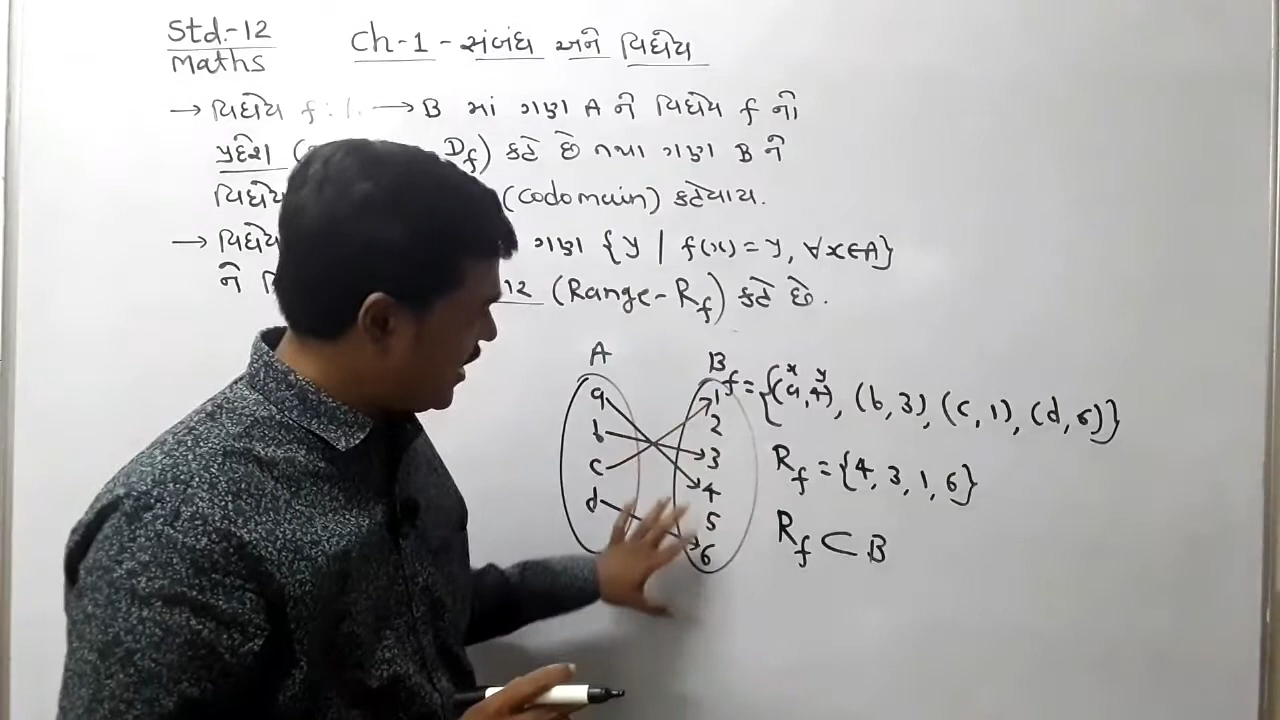 Std.-12
Maths
Ch-1 - સંબંધ અને વિધેય
→ વિધેય f : → B માં ગણ A ને વિધેય f નો
પ્રદેશ ( - Df) કહે છે તથા ગણ B ને
વિધેય (codomain) કહેવાય.
→ વિધેય ગણ {y | f(x) = y, ∀x∈A}
ને (Range - Rf) કહે છે.
A
B
a
b
c
d
1
2
3
4
5
6
x y
f = {(a, 4), (b, 3), (c, 1), (d, 6)}
Rf = {4, 3, 1, 6}
Rf ⊂ B